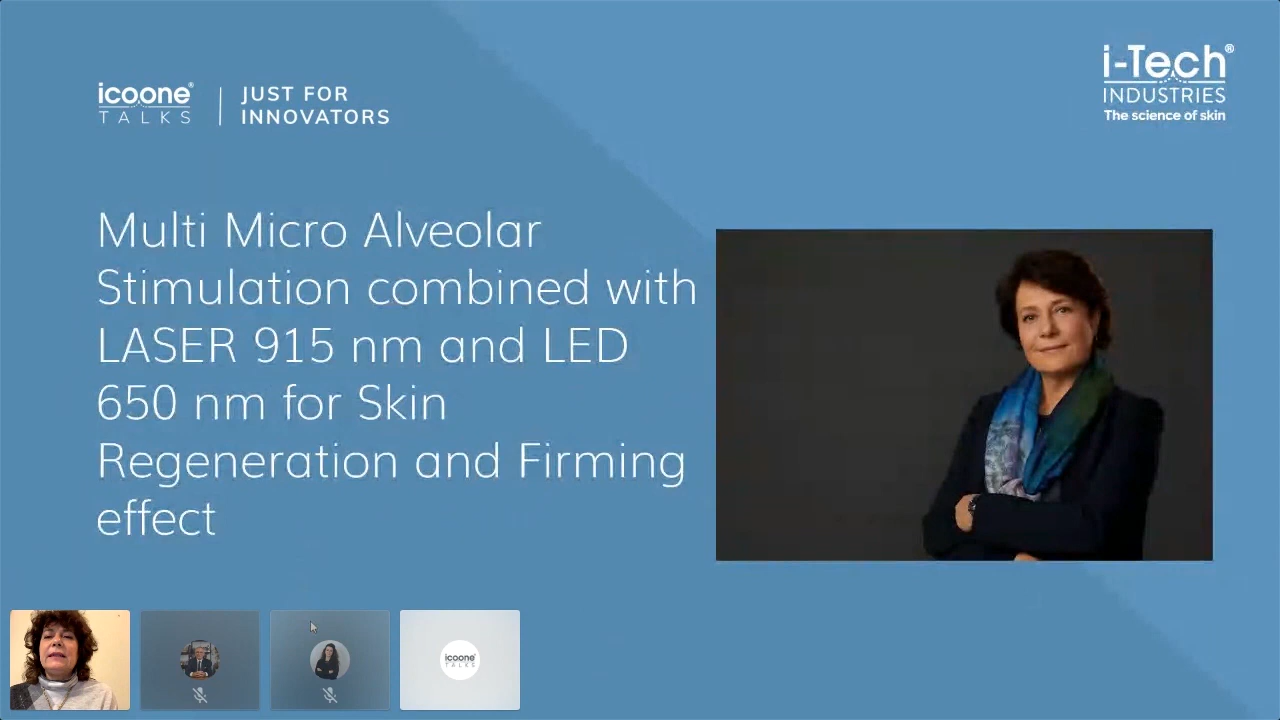 icoone®
TALKS
JUST FOR
INNOVATORS
i-Tech®
INDUSTRIES
The science of skin
Multi Micro Alveolar
Stimulation combined with
LASER 915 nm and LED
650 nm for Skin
Regeneration and Firming
effect
icoone®
TALKS